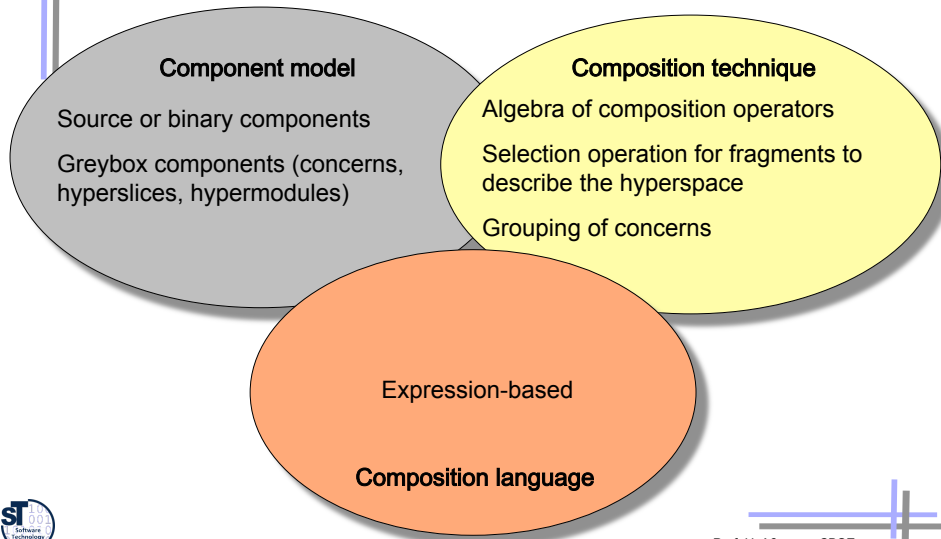 Component model
Source or binary components
Greybox components (concerns,
hyperslices, hypermodules)
Composition technique
Algebra of composition operators
Selection operation for fragments to
describe the hyperspace
Grouping of concerns
Expression-based
Composition language
ST
Software
Technology